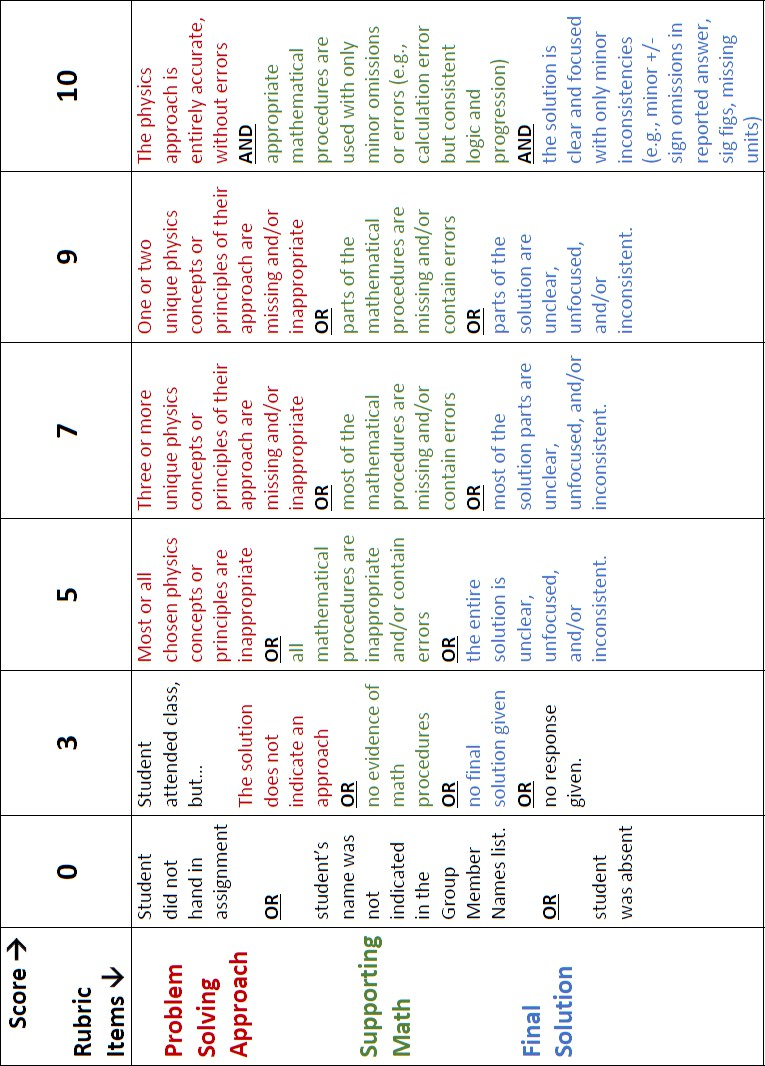 Score →
Rubric
Items ↓
0
3
5
7
9
10
Problem
Solving
Approach
Supporting
Math
Final
Solution
Student
did not
hand in
assignment
OR
student's
name was
not
indicated
in the
Group
Member
Names list.
OR
student
was absent
Student
attended class,
but...
The solution
does not
indicate an
approach
OR
no evidence of
math
procedures
OR
no final
solution given
OR
no response
given.
Most or all
chosen physics
concepts or
principles are
inappropriate
OR
all
mathematical
procedures are
inappropriate
and/or contain
errors
OR
the entire
solution is
unclear,
unfocused,
and/or
inconsistent.
Three or more
unique physics
concepts or
principles of their
approach are
missing and/or
inappropriate
OR
most of the
mathematical
procedures are
missing and/or
contain errors
OR
most of the
solution parts are
unclear,
unfocused, and/or
inconsistent.
One or two
unique physics
concepts or
principles of their
approach are
missing and/or
inappropriate
OR
parts of the
mathematical
procedures are
missing and/or
contain errors
OR
parts of the
solution are
unclear,
unfocused,
and/or
inconsistent.
The physics
approach is
entirely accurate,
without errors
AND
appropriate
mathematical
procedures are
used with only
minor omissions
or errors (e.g.,
calculation error
but consistent
logic and
progression)
AND
the solution is
clear and focused
with only minor
inconsistencies
(e.g., minor +/-
sign omissions in
reported answer,
sig figs, missing
units)